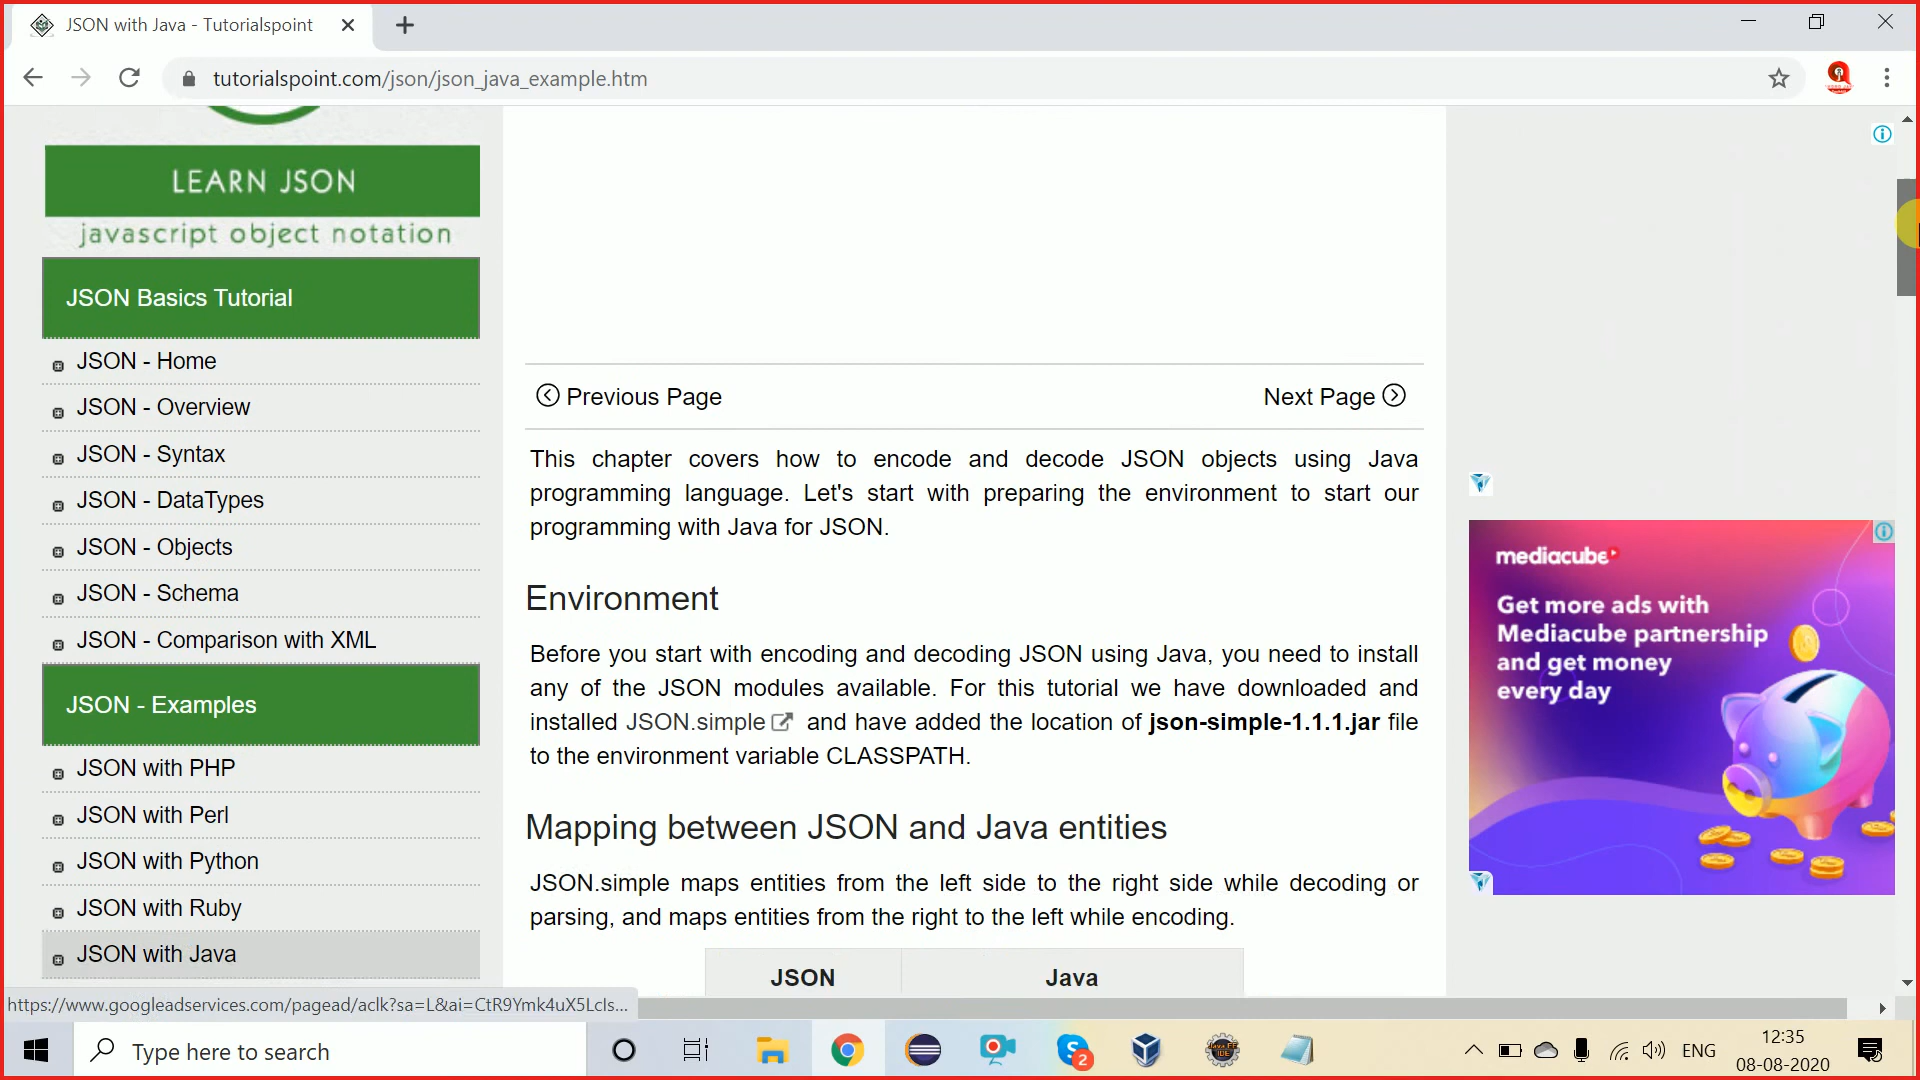 JSON with Java - Tutorialspoint
tutorialspoint.com/json/json_java_example.htm
LEARN JSON
javascript object notation
JSON Basics Tutorial
JSON - Home
JSON - Overview
JSON - Syntax
JSON - DataTypes
JSON - Objects
JSON - Schema
JSON - Comparison with XML
JSON - Examples
JSON with PHP
JSON with Perl
JSON with Python
JSON with Ruby
JSON with Java
Previous Page
Next Page
This chapter covers how to encode and decode JSON objects using Java
programming language. Let's start with preparing the environment to start our
programming with Java for JSON.
Environment
Before you start with encoding and decoding JSON using Java, you need to install
any of the JSON modules available. For this tutorial we have downloaded and
installed JSON.simple and have added the location of json-simple-1.1.1.jar file
to the environment variable CLASSPATH.
Mapping between JSON and Java entities
JSON.simple maps entities from the left side to the right side while decoding or
parsing, and maps entities from the right to the left while encoding.
JSON Java
mediacube
Get more ads with
Mediacube partnership
and get money
every day
https://www.googleadservices.com/pagead/aclk?sa=L&ai=CtR9Ymk4uX5LcIs...
Type here to search
2
ENG
12:35
08-08-2020